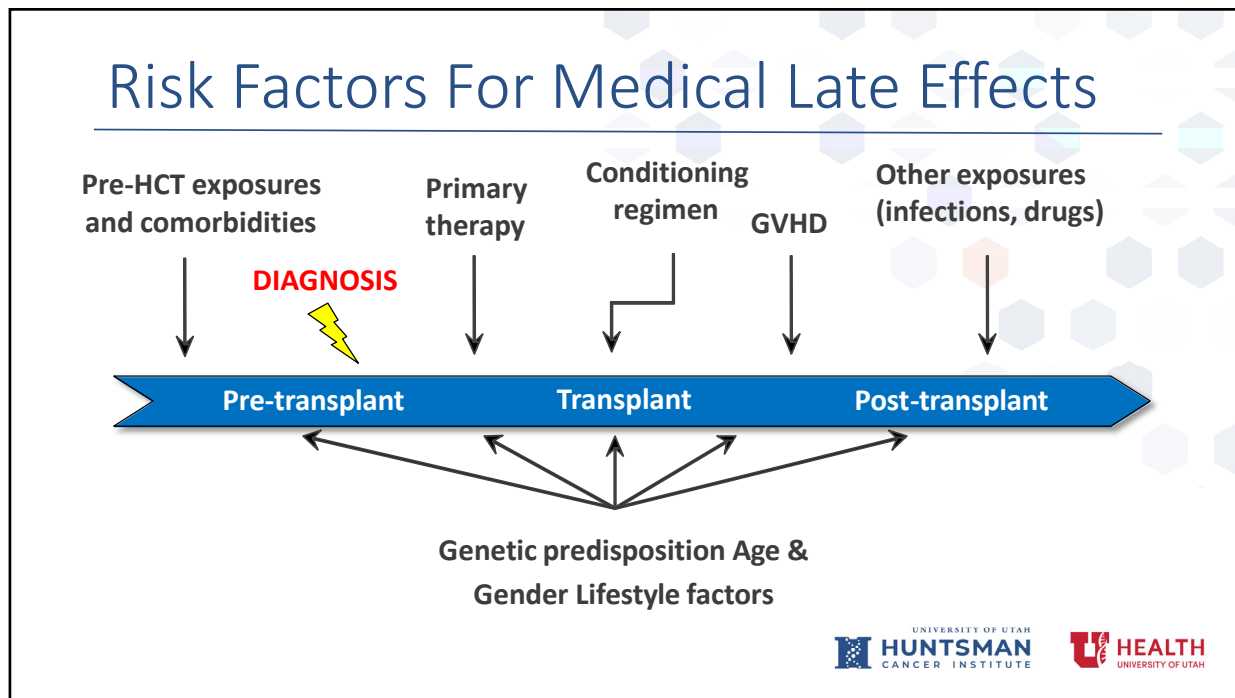 Risk Factors For Medical Late Effects
Pre-HCT exposures
and comorbidities
DIAGNOSIS
Primary
therapy
Conditioning
regimen
GVHD
Other exposures
(infections, drugs)
Pre-transplant
Transplant
Post-transplant
Genetic predisposition Age &
Gender Lifestyle factors
UNIVERSITY OF UTAH
HUNTSMAN
CANCER INSTITUTE
U
HEALTH
UNIVERSITY OF UTAH